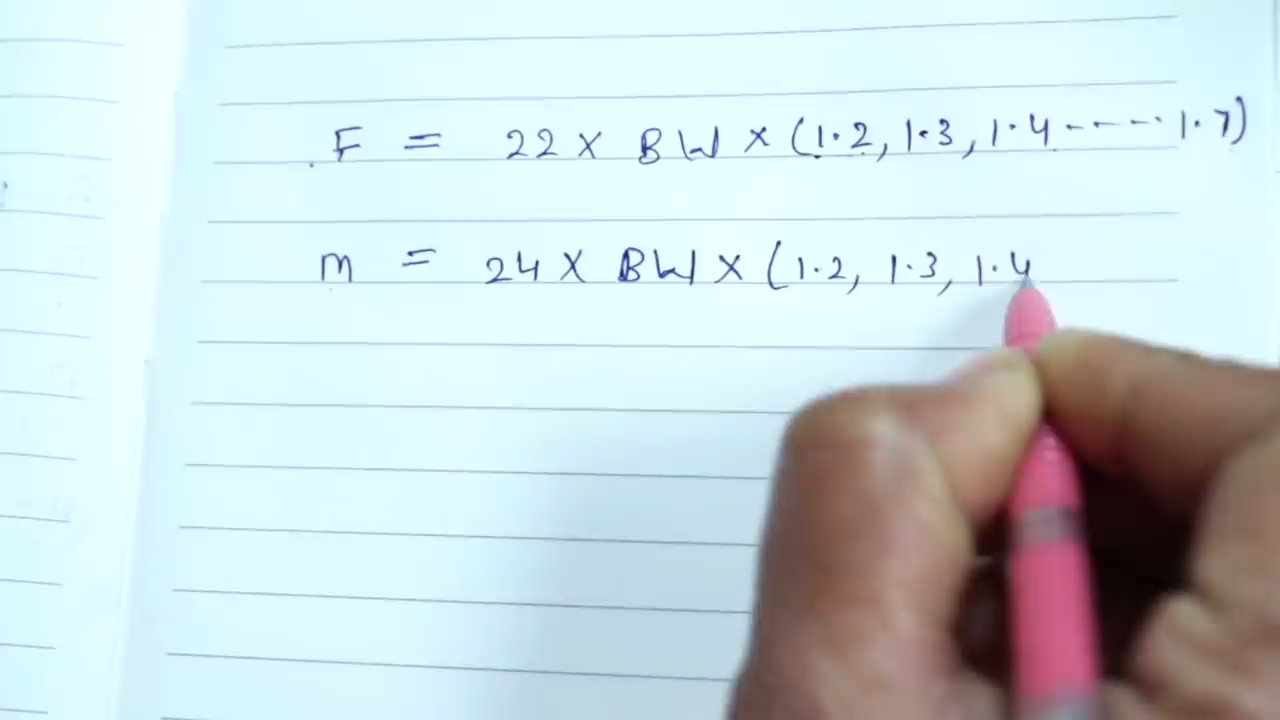 F = 22 X BW X (1.2, 1.3, 1.4 ----- 1.7)
m = 24 X BW X (1.2, 1.3, 1.4